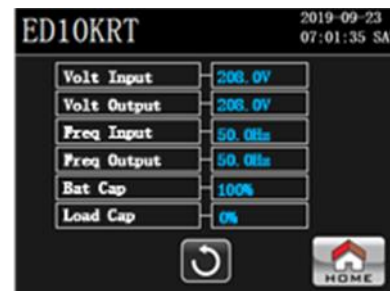 ED10KRT
2019-09-23
07:01:35 SA
Volt Input 208.0V
Volt Output 208.0V
Freq Input 50.0Hz
Freq Output 50.0Hz
Bat Cap 100%
Load Cap 0%
HOME